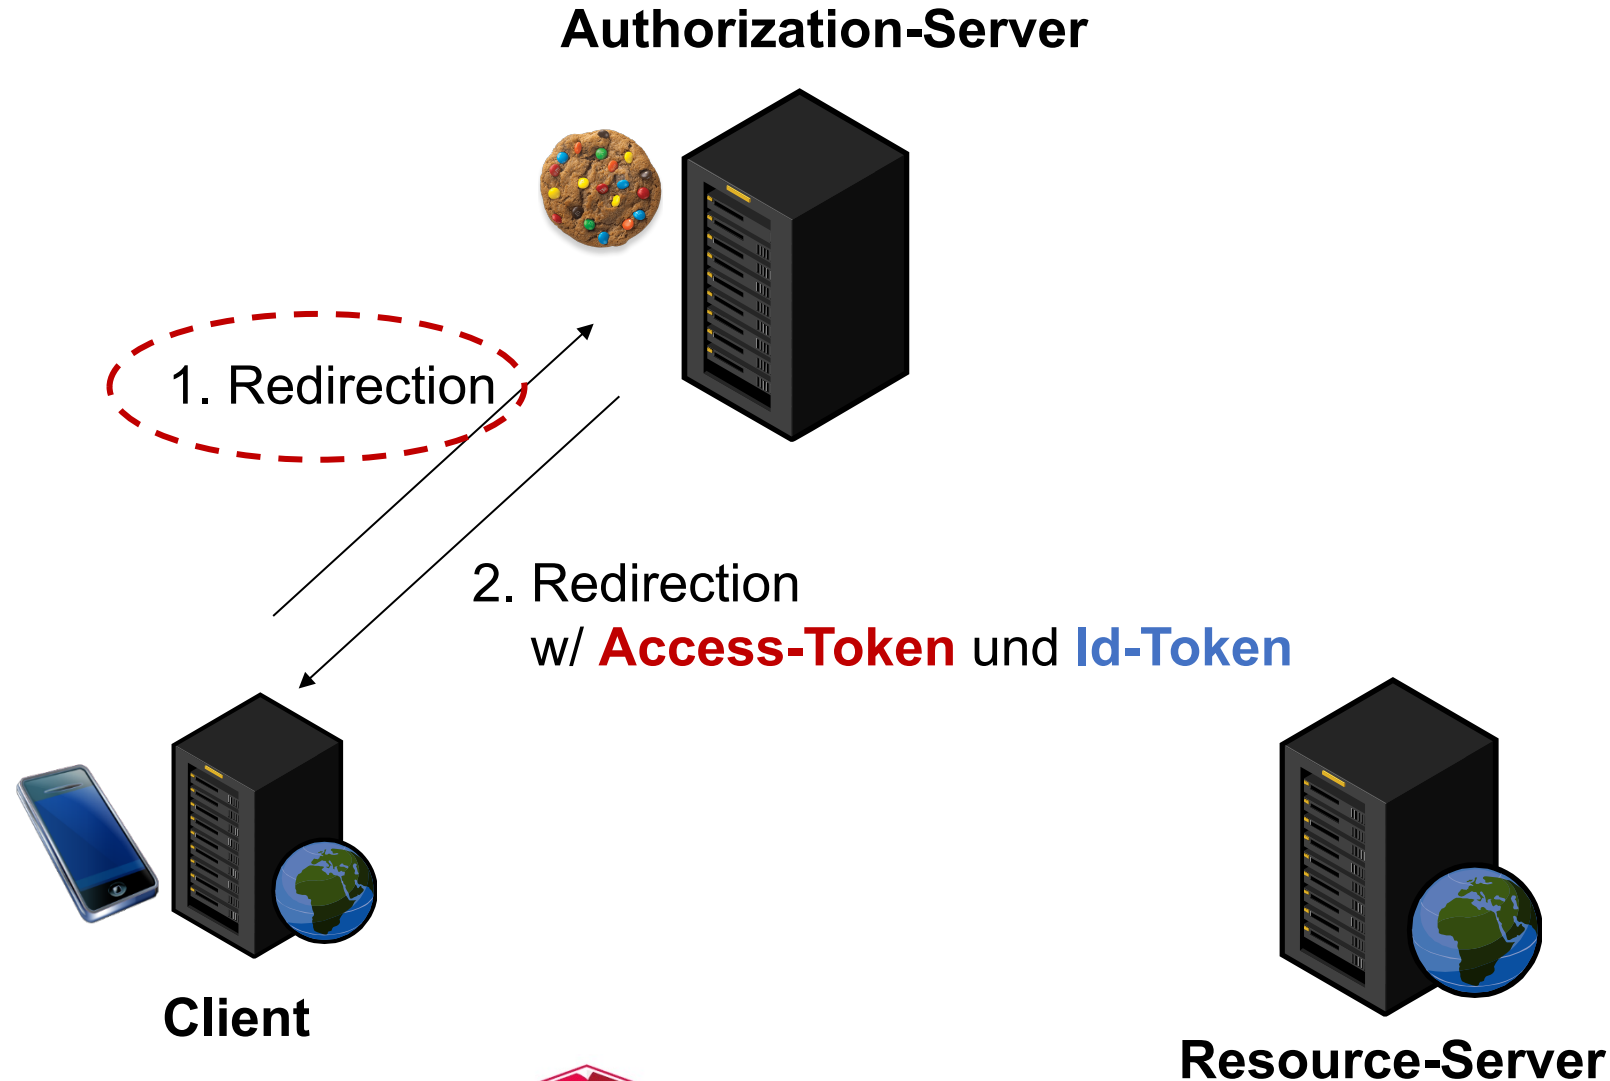 Authorization-Server
1. Redirection
2. Redirection
w/ Access-Token und Id-Token
Client
Resource-Server